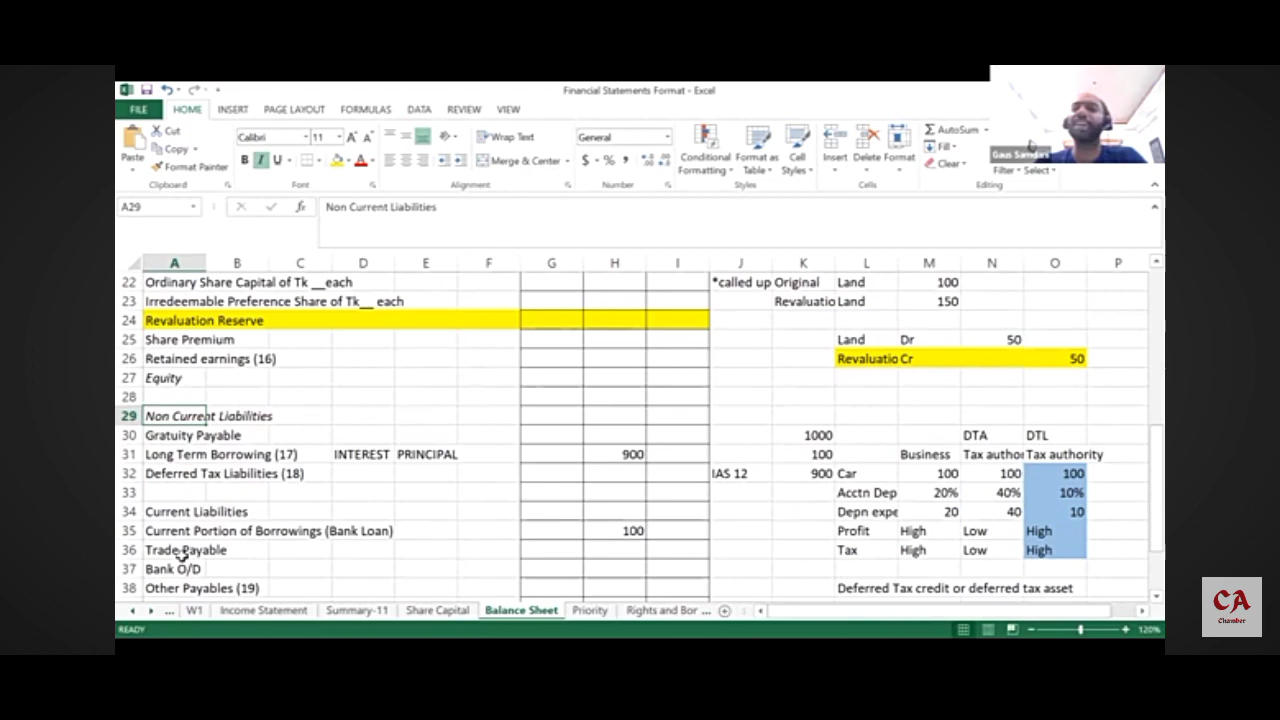 Financial Statements Format - Excel
FILE HOME INSERT PAGE LAYOUT FORMULAS DATA REVIEW VIEW
Cut
Copy
Format Painter
Paste
Clipboard
Calibri 11
B I U
Font
Wrap Text
Merge & Center
Alignment
General
$ % ,
Number
Conditional Formatting
Format as Table
Cell Styles
Styles
Insert Delete Format
Cells
AutoSum
Fill
Clear
Filter Select
Editing
A29 fx Non Current Liabilities
A B C D E F G H I J K L M N O P
22 Ordinary Share Capital of Tk __each *called up Original Land 100
23 Irredeemable Preference Share of Tk__ each Revaluatio Land 150
24 Revaluation Reserve
25 Share Premium Land Dr 50
26 Retained earnings (16) Revaluatio Cr 50
27 Equity
28
29 Non Current Liabilities
30 Gratuity Payable 1000 DTA DTL
31 Long Term Borrowing (17) INTEREST PRINCIPAL 900 100 Business Tax author Tax authority
32 Deferred Tax Liabilities (18) IAS 12 900 Car 100 100 100
33 Acctn Dep 20% 40% 10%
34 Current Liabilities Depn expe 20 40 10
35 Current Portion of Borrowings (Bank Loan) 100 Profit High Low High
36 Trade Payable Tax High Low High
37 Bank O/D
38 Other Payables (19) Deferred Tax credit or deferred tax asset
... W1 Income Statement Summary-11 Share Capital Balance Sheet Priority Rights and Bor ...
READY 120%
CA
Chamber